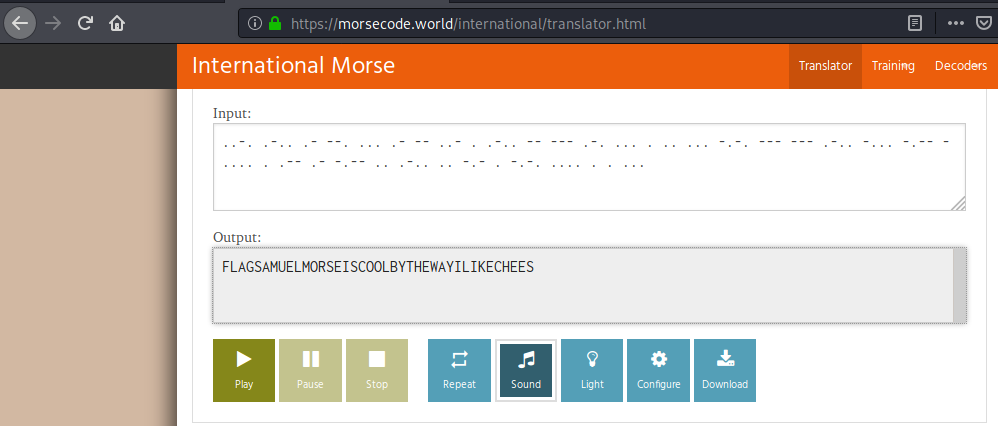 https://morsecode.world/international/translator.html
International Morse
Translator Training Decoders
Input:
..-. .-.. .- --. ... .- -- ..- . .-.. -- --- .-. ... . .. ... -.-. --- --- .-.. -... -.-- -
.... . .-- .- -.-- .. .-.. .. -.- . -.-. .... . . ...
Output:
FLAGSAMUELMORSEISCOOLBYTHEWAYILIKECHEES
Play Pause Stop Repeat Sound Light Configure Download